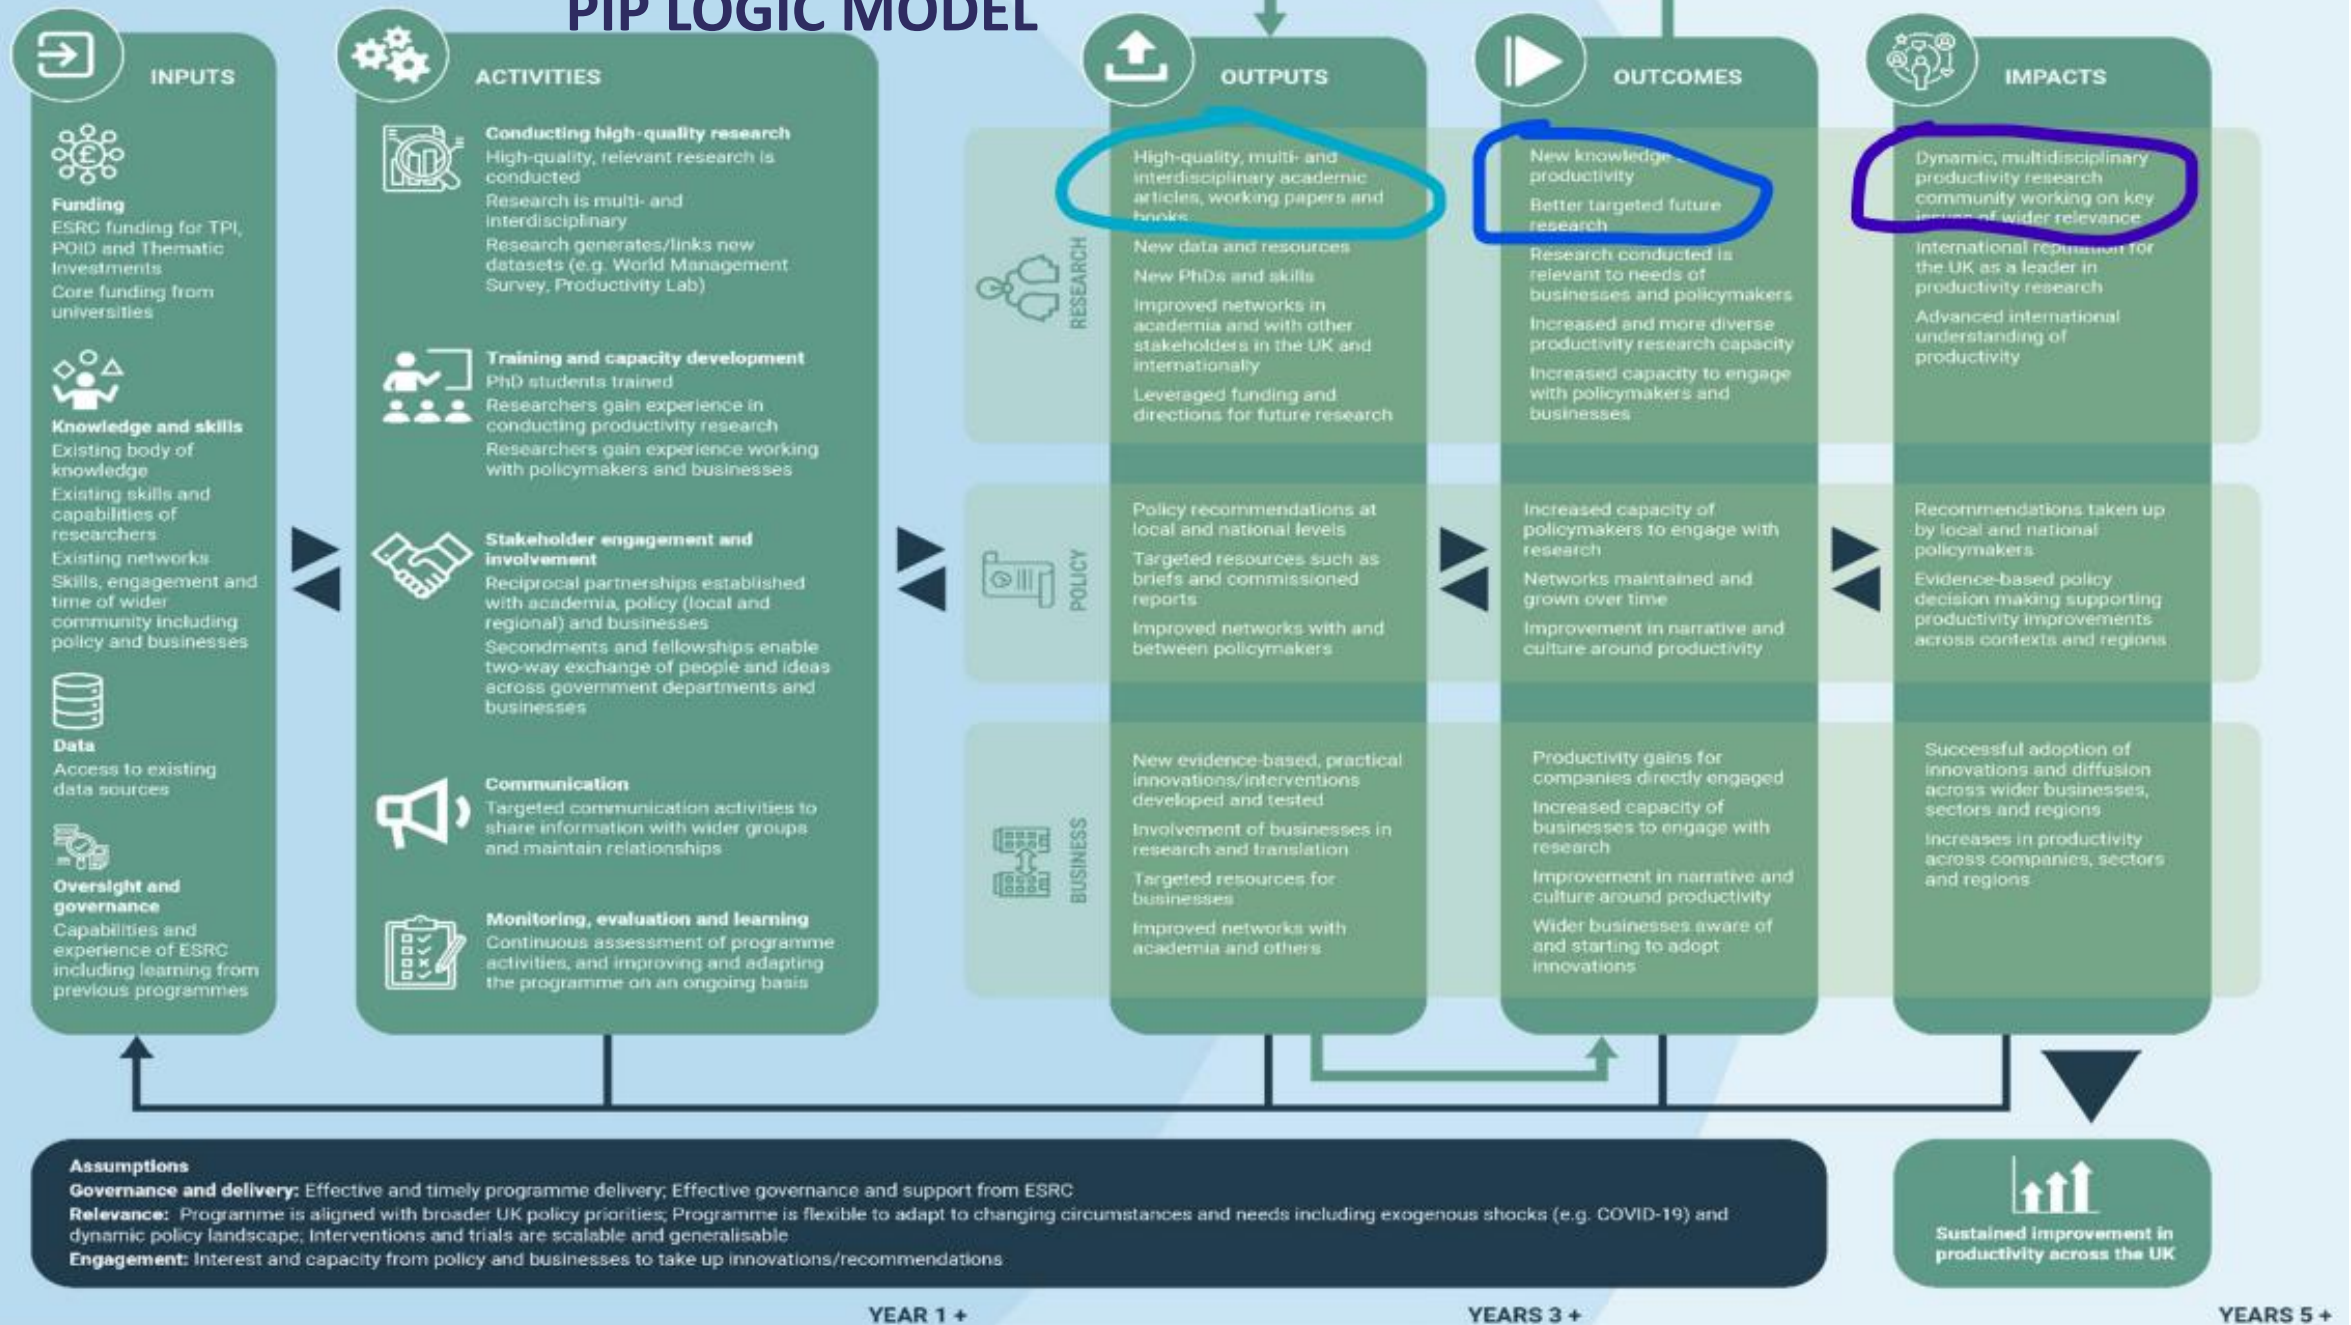 PIP LOGIC MODEL
INPUTS
Funding
ESRC funding for TPI,
POID and Thematic
Investments
Core funding from
universities
Knowledge and skills
Existing body of
knowledge
Existing skills and
capabilities of
researchers
Existing networks
Skills, engagement and
time of wider
community including
policy and businesses
Data
Access to existing
data sources
Oversight and
governance
Capabilities and
experience of ESRC
including learning from
previous programmes
ACTIVITIES
Conducting high-quality research
High-quality, relevant research is
conducted
Research is multi- and
interdisciplinary
Research generates/links new
datasets (e.g. World Management
Survey, Productivity Lab)
Training and capacity development
PhD students trained
Researchers gain experience in
conducting productivity research
Researchers gain experience working
with policymakers and businesses
Stakeholder engagement and
involvement
Reciprocal partnerships established
with academia, policy (local and
regional) and businesses
Secondments and fellowships enable
two-way exchange of people and ideas
across government departments and
businesses
Communication
Targeted communication activities to
share information with wider groups
and maintain relationships
Monitoring, evaluation and learning
Continuous assessment of programme
activities, and improving and adapting
the programme on an ongoing basis
OUTPUTS
OUTCOMES
IMPACTS
RESEARCH
High-quality, multi- and
interdisciplinary academic
articles, working papers and
books
New data and resources
New PhDs and skills
Improved networks in
academia and with other
stakeholders in the UK and
internationally
Leveraged funding and
directions for future research
New knowledge
productivity
Better targeted future
research
Research conducted is
relevant to needs of
businesses and policymakers
Increased and more diverse
productivity research capacity
Increased capacity to engage
with policymakers and
businesses
Dynamic, multidisciplinary
productivity research
community working on key
issues of wider relevance
International reputation for
the UK as a leader in
productivity research
Advanced international
understanding of
productivity
POLICY
Policy recommendations at
local and national levels
Targeted resources such as
briefs and commissioned
reports
Improved networks with and
between policymakers
Increased capacity of
policymakers to engage with
research
Networks maintained and
grown over time
Improvement in narrative and
culture around productivity
Recommendations taken up
by local and national
policymakers
Evidence-based policy
decision making supporting
productivity improvements
across contexts and regions
BUSINESS
New evidence-based, practical
innovations/interventions
developed and tested
Involvement of businesses in
research and translation
Targeted resources for
businesses
Improved networks with
academia and others
Productivity gains for
companies directly engaged
Increased capacity of
businesses to engage with
research
Improvement in narrative and
culture around productivity
Wider businesses aware of
and starting to adopt
innovations
Successful adoption of
innovations and diffusion
across wider businesses,
sectors and regions
Increases in productivity
across companies, sectors
and regions
Assumptions
Governance and delivery: Effective and timely programme delivery; Effective governance and support from ESRC
Relevance: Programme is aligned with broader UK policy priorities; Programme is flexible to adapt to changing circumstances and needs including exogenous shocks (e.g. COVID-19) and
dynamic policy landscape; Interventions and trials are scalable and generalisable
Engagement: Interest and capacity from policy and businesses to take up innovations/recommendations
Sustained improvement in
productivity across the UK
YEAR 1 +
YEARS 3 +
YEARS 5 +